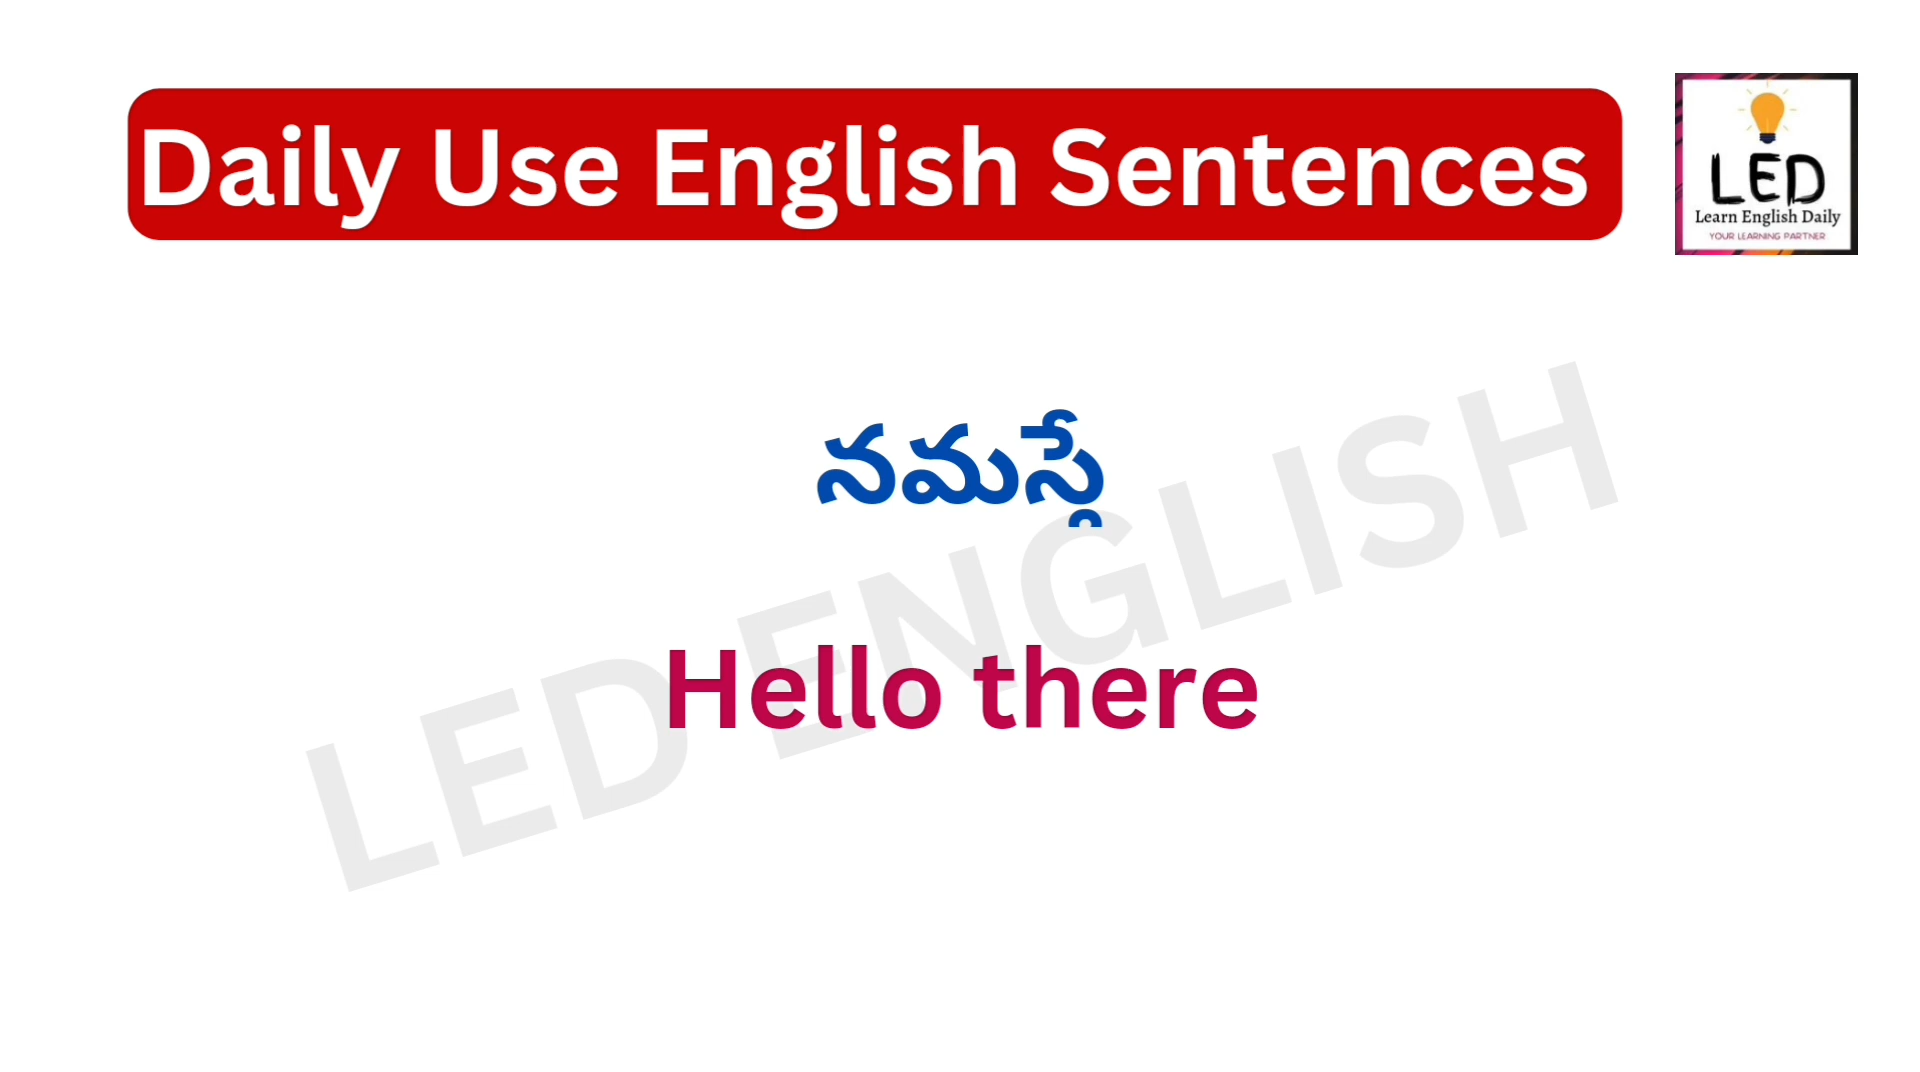 Daily Use English Sentences
LED
Learn English Daily
YOUR LEARNING PARTNER
నమస్తే
LED ENGLISH
Hello there